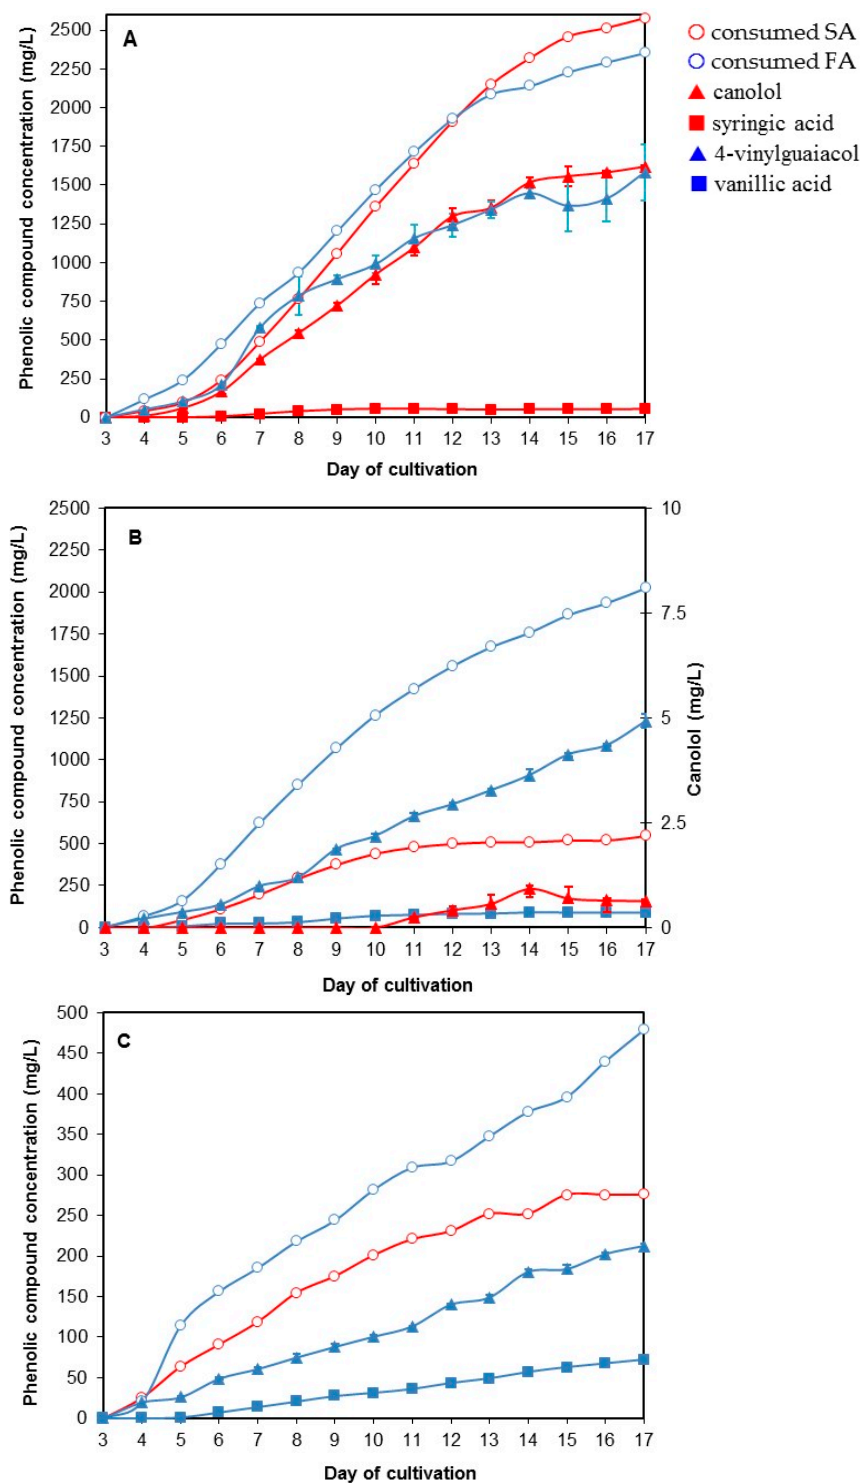 A
Phenolic compound concentration (mg/L)
2500
2250
2000
1750
1500
1250
1000
750
500
250
0
3 4 5 6 7 8 9 10 11 12 13 14 15 16 17
Day of cultivation
consumed SA
consumed FA
canolol
syringic acid
4-vinylguaiacol
vanillic acid
B
Phenolic compound concentration (mg/L)
2500
2250
2000
1750
1500
1250
1000
750
500
250
0
10
7.5
5
2.5
0
Canolol (mg/L)
3 4 5 6 7 8 9 10 11 12 13 14 15 16 17
Day of cultivation
C
Phenolic compound concentration (mg/L)
500
450
400
350
300
250
200
150
100
50
0
3 4 5 6 7 8 9 10 11 12 13 14 15 16 17
Day of cultivation